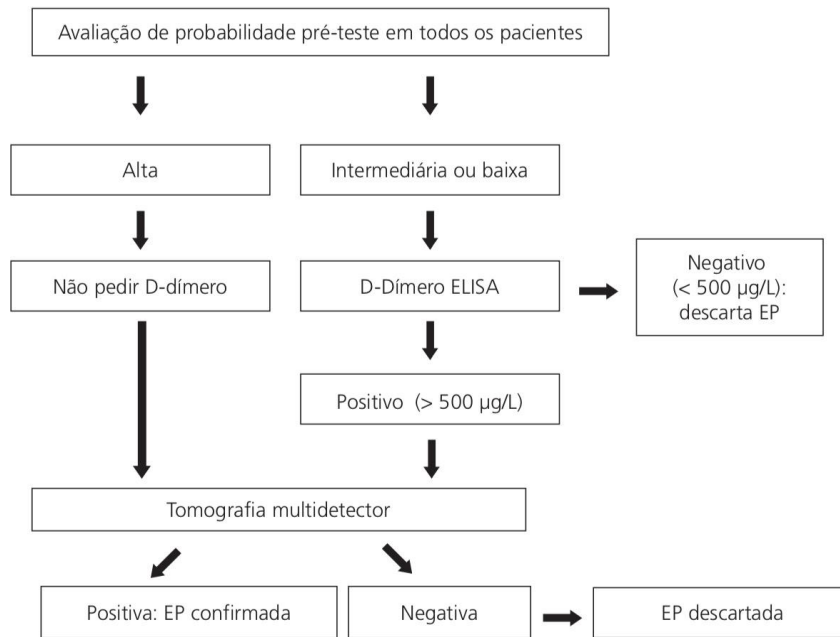 Avaliação de probabilidade pré-teste em todos os pacientes
Alta
Intermediária ou baixa
Não pedir D-dímero
D-Dímero ELISA
Negativo
(< 500 µg/L):
descarta EP
Positivo (> 500 µg/L)
Tomografia multidetector
Positiva: EP confirmada
Negativa
EP descartada